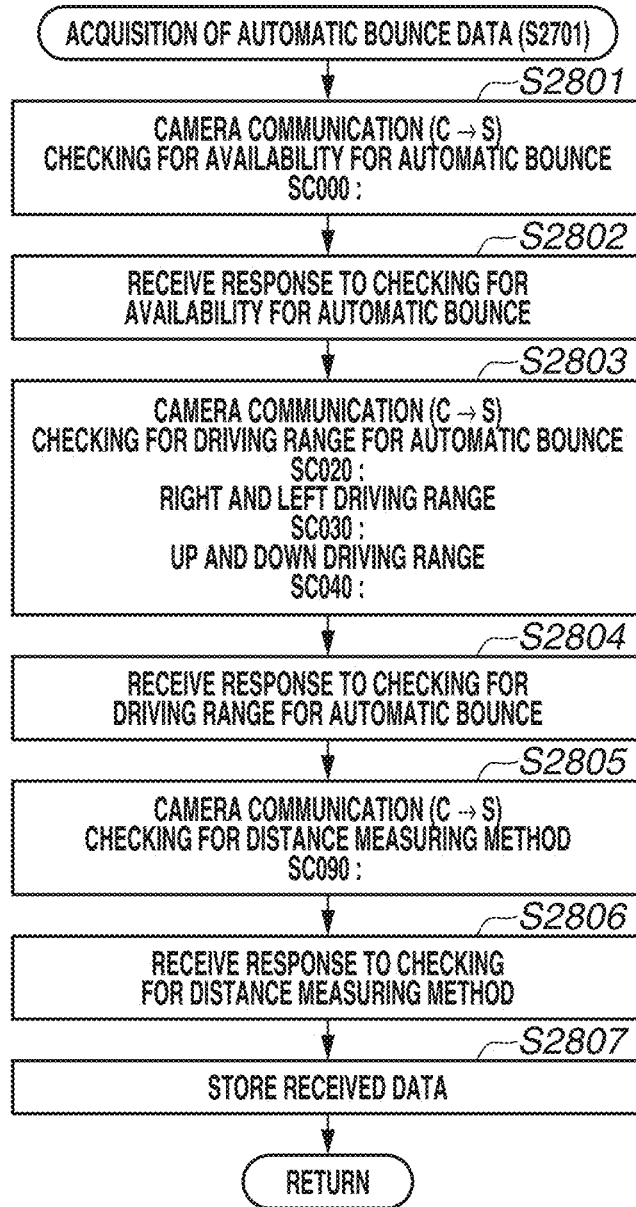 ACQUISITION OF AUTOMATIC BOUNCE DATA (S2701)
S2801
CAMERA COMMUNICATION (C → S)
CHECKING FOR AVAILABILITY FOR AUTOMATIC BOUNCE
SC000 :
S2802
RECEIVE RESPONSE TO CHECKING FOR
AVAILABILITY FOR AUTOMATIC BOUNCE
S2803
CAMERA COMMUNICATION (C → S)
CHECKING FOR DRIVING RANGE FOR AUTOMATIC BOUNCE
SC020 :
RIGHT AND LEFT DRIVING RANGE
SC030 :
UP AND DOWN DRIVING RANGE
SC040 :
S2804
RECEIVE RESPONSE TO CHECKING FOR
DRIVING RANGE FOR AUTOMATIC BOUNCE
S2805
CAMERA COMMUNICATION (C → S)
CHECKING FOR DISTANCE MEASURING METHOD
SC090 :
S2806
RECEIVE RESPONSE TO CHECKING
FOR DISTANCE MEASURING METHOD
S2807
STORE RECEIVED DATA
RETURN